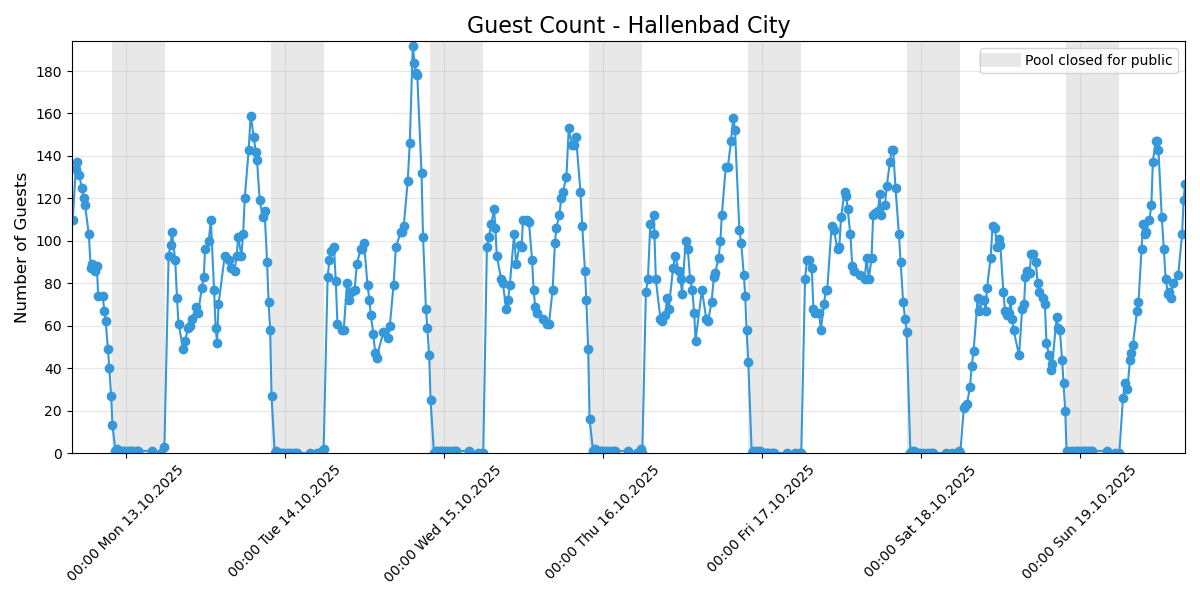 Guest Count - Hallenbad City
Pool closed for public
Number of Guests
180
160
140
120
100
80
60
40
20
0
00:00 Mon 13.10.2025
00:00 Tue 14.10.2025
00:00 Wed 15.10.2025
00:00 Thu 16.10.2025
00:00 Fri 17.10.2025
00:00 Sat 18.10.2025
00:00 Sun 19.10.2025